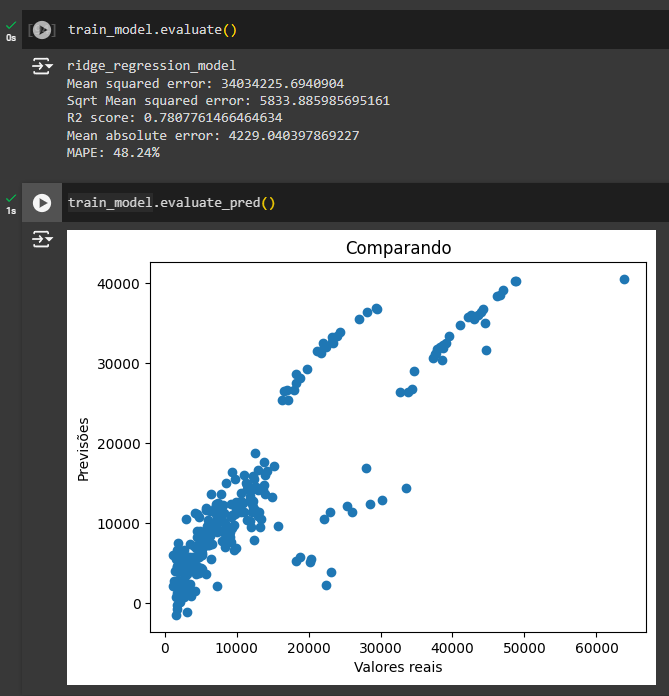 train_model.evaluate()
0s
ridge_regression_model
Mean squared error: 34034225.6940904
Sqrt Mean squared error: 5833.885985695161
R2 score: 0.7807761466464634
Mean absolute error: 4229.040397869227
MAPE: 48.24%
train_model.evaluate_pred()
1s
Comparando
40000
30000
20000
10000
0
Previsões
0 10000 20000 30000 40000 50000 60000
Valores reais